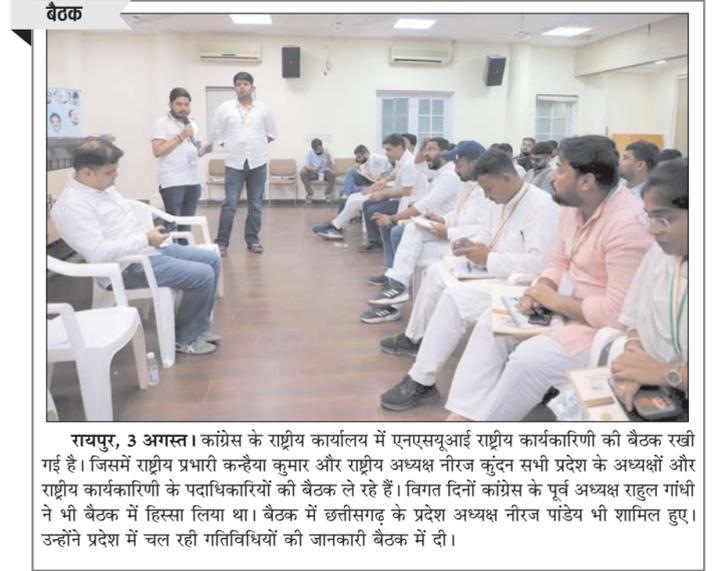 बैठक
रायपुर, 3 अगस्त। कांग्रेस के राष्ट्रीय कार्यालय में एनएसयूआई राष्ट्रीय कार्यकारिणी की बैठक रखी
गई है। जिसमें राष्ट्रीय प्रभारी कन्हैया कुमार और राष्ट्रीय अध्यक्ष नीरज कुंदन सभी प्रदेश के अध्यक्षों और
राष्ट्रीय कार्यकारिणी के पदाधिकारियों की बैठक ले रहे हैं। विगत दिनों कांग्रेस के पूर्व अध्यक्ष राहुल गांधी
ने भी बैठक में हिस्सा लिया था। बैठक में छत्तीसगढ़ के प्रदेश अध्यक्ष नीरज पांडेय भी शामिल हुए।
उन्होंने प्रदेश में चल रही गतिविधियों की जानकारी बैठक में दी।